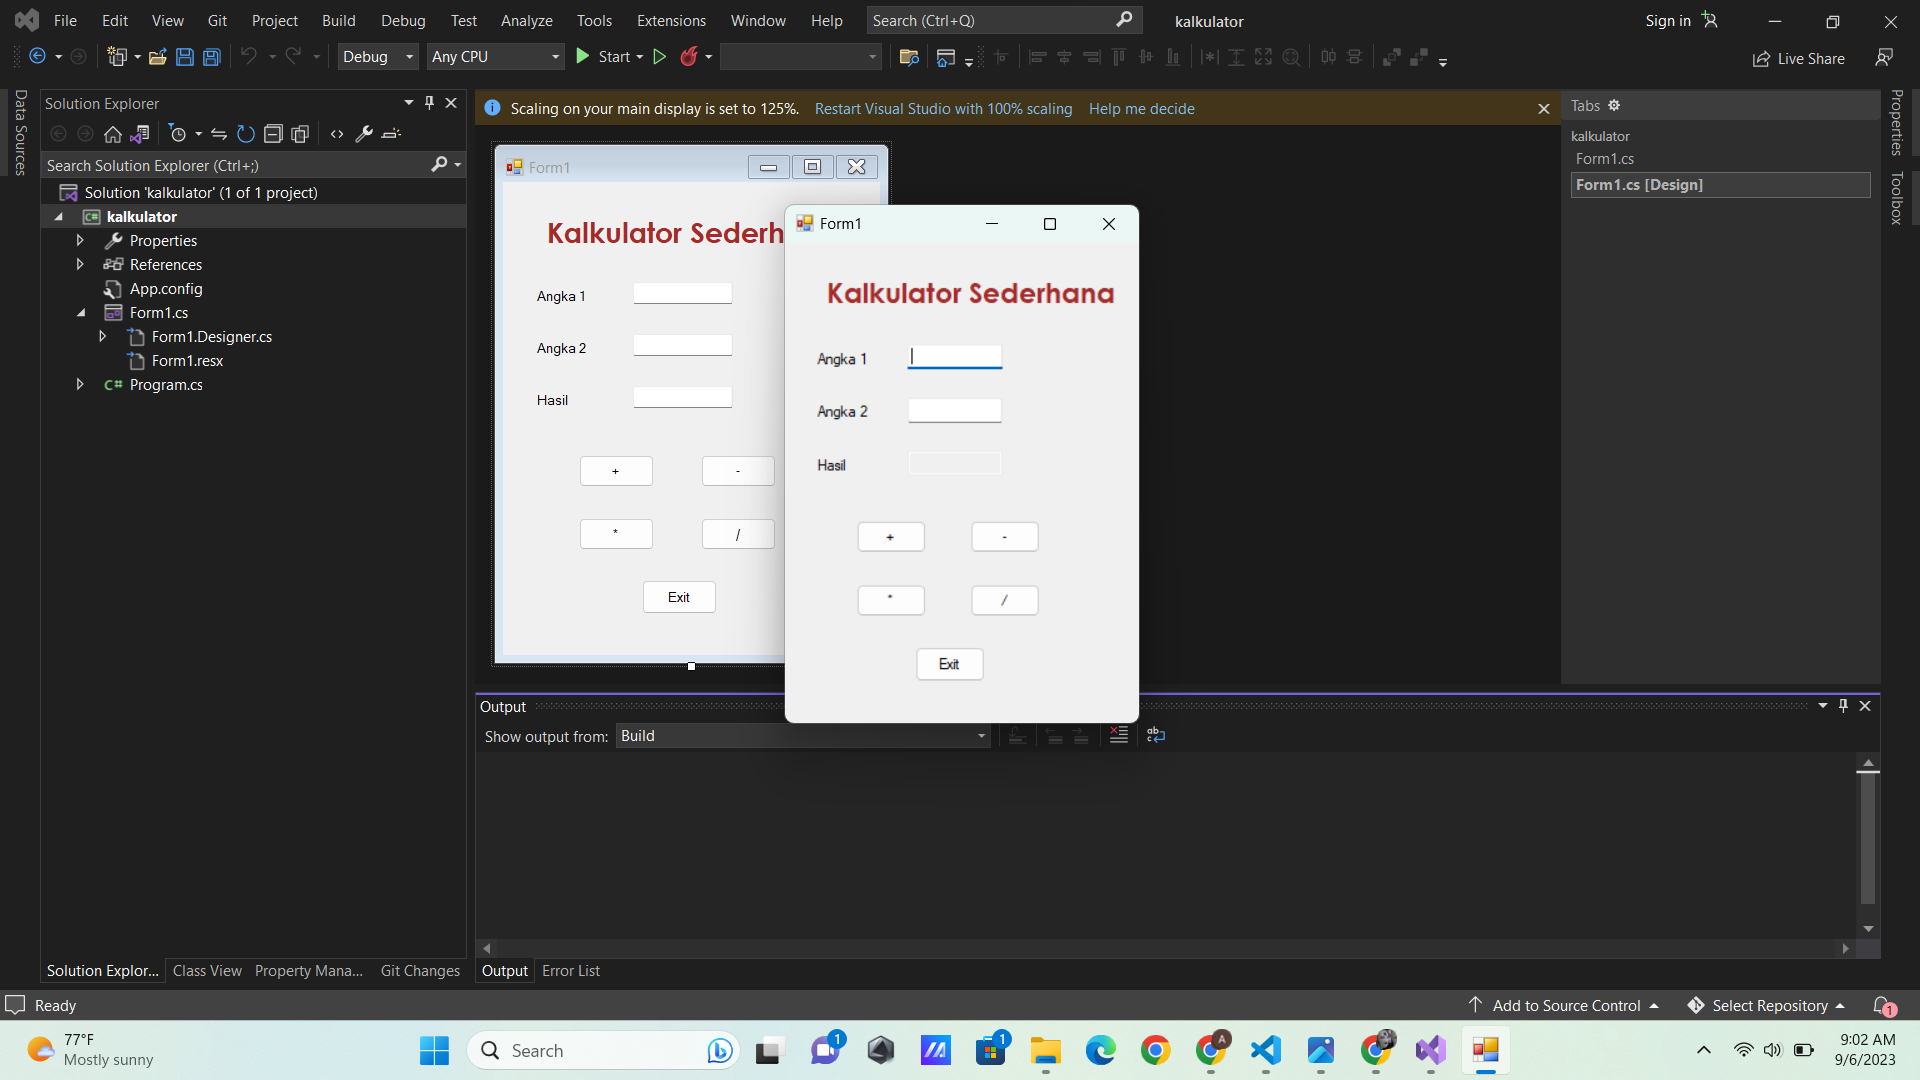 File Edit View Git Project Build Debug Test Analyze Tools Extensions Window Help Search (Ctrl+Q) kalkulator Sign in
Debug Any CPU Start Live Share
Data Sources
Solution Explorer
Search Solution Explorer (Ctrl+;)
Solution 'kalkulator' (1 of 1 project)
C# kalkulator
Properties
References
App.config
Form1.cs
Form1.Designer.cs
Form1.resx
C# Program.cs
Solution Explor... Class View Property Mana... Git Changes
Scaling on your main display is set to 125%. Restart Visual Studio with 100% scaling Help me decide
Form1
Kalkulator Sederh
Angka 1
Angka 2
Hasil
+ -
* /
Exit
Form1
Kalkulator Sederhana
Angka 1
Angka 2
Hasil
+ -
* /
Exit
Tabs
kalkulator
Form1.cs
Form1.cs [Design]
Properties
Toolbox
Output
Show output from: Build
Output Error List
Ready Add to Source Control Select Repository 1
77°F
Mostly sunny
Search
1
1
A
9:02 AM
9/6/2023